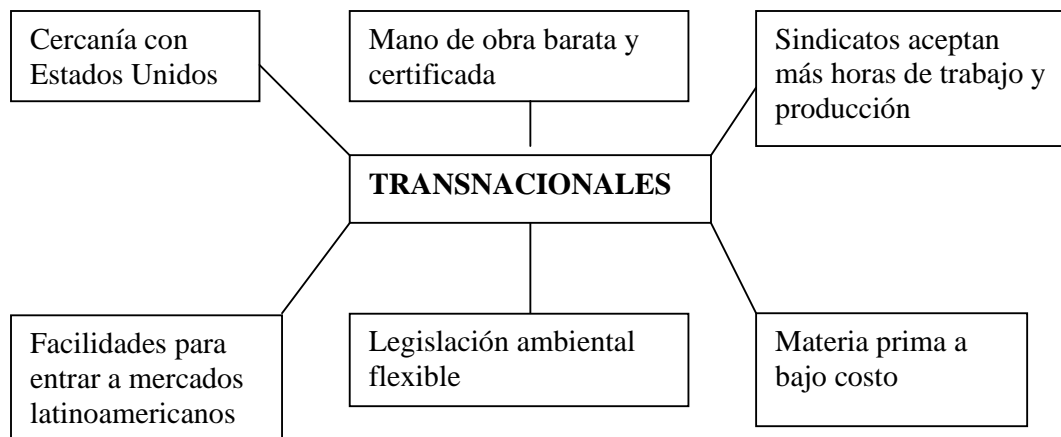 Cercanía con
Estados Unidos
Mano de obra barata y
certificada
Sindicatos aceptan
más horas de trabajo y
producción
TRANSNACIONALES
Facilidades para
entrar a mercados
latinoamericanos
Legislación ambiental
flexible
Materia prima a
bajo costo